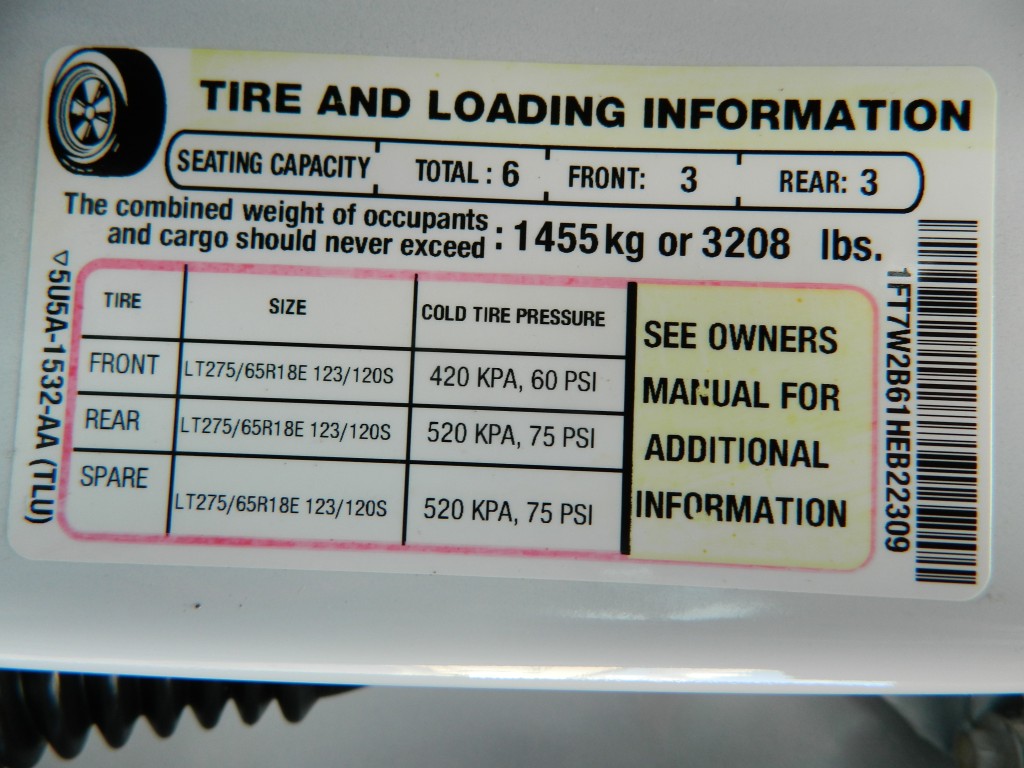 TIRE AND LOADING INFORMATION
SEATING CAPACITY TOTAL : 6 FRONT: 3 REAR: 3
The combined weight of occupants
and cargo should never exceed : 1455 kg or 3208 lbs.
TIRE SIZE COLD TIRE PRESSURE
FRONT LT275/65R18E 123/120S 420 KPA, 60 PSI
REAR LT275/65R18E 123/120S 520 KPA, 75 PSI
SPARE LT275/65R18E 123/120S 520 KPA, 75 PSI
SEE OWNERS
MANUAL FOR
ADDITIONAL
INFORMATION
▽5U5A-1532-AA (TLU)
1FT7W2B61HEB22309